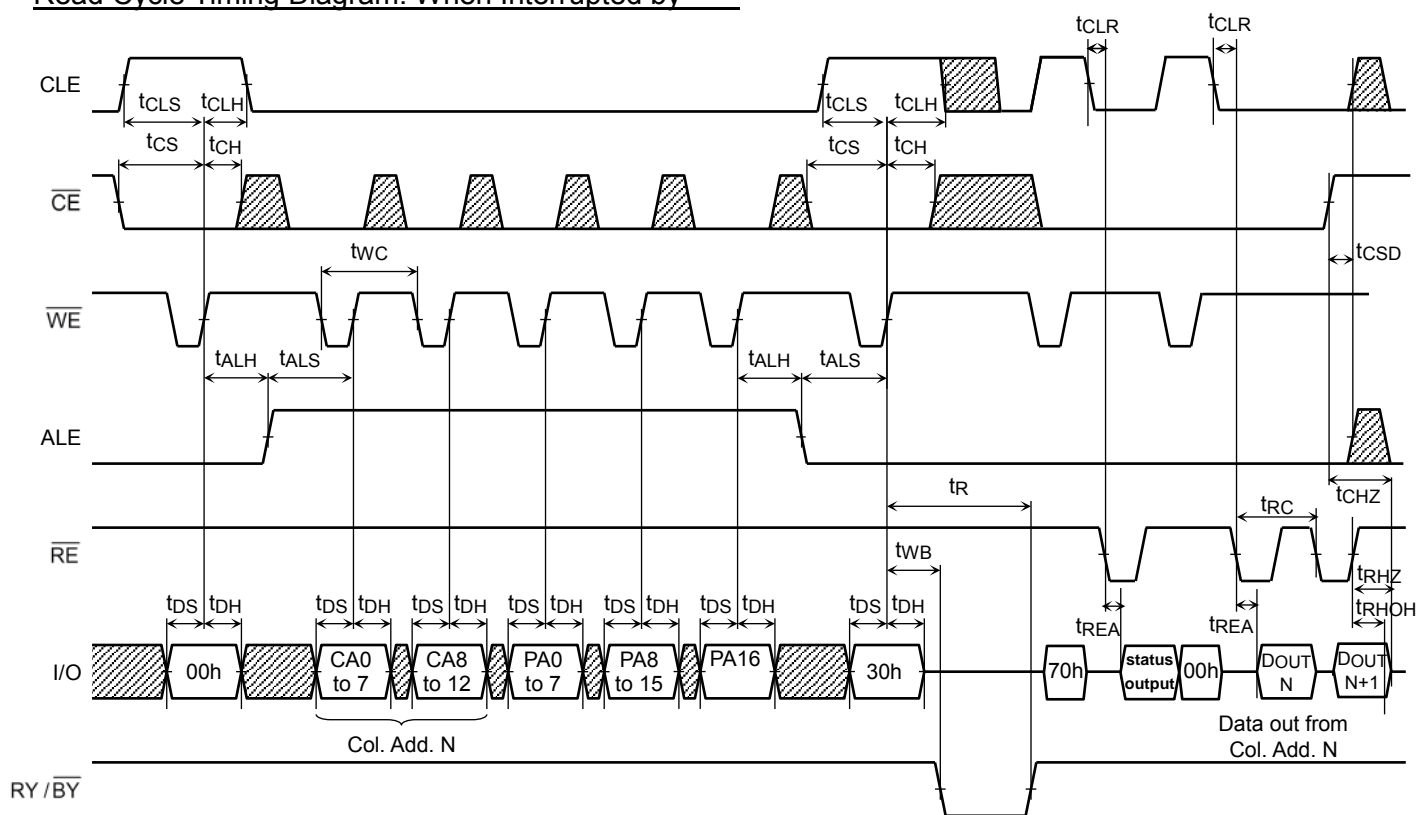 Read Cycle Timing Diagram: When Interrupted by
tCLR tCLR
CLE
tCLS tCLH tCLS tCLH
tCS tCH tCS tCH
CE
tCSD
tWC
WE
tALH tALS tALH tALS
ALE
tR tCHZ
tRC
RE
tWB
tRHZ
tDS tDH tDS tDH tDS tDH tDS tDH tDS tDH tDS tDH tDS tDH tRHOH
tREA tREA
I/O 00h CA0 to 7 CA8 to 12 PA0 to 7 PA8 to 15 PA16 30h 70h status output 00h DOUT N DOUT N+1
Col. Add. N
Data out from
Col. Add. N
RY / BY